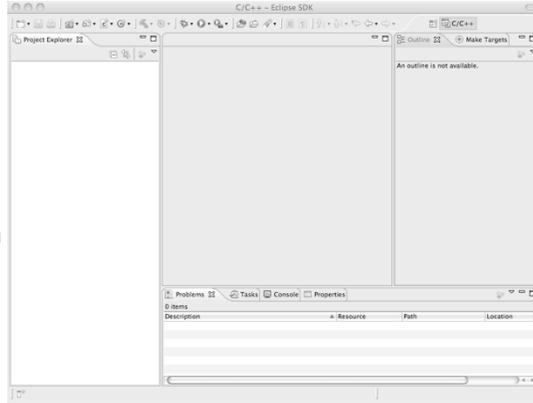 C/C++ - Eclipse SDK
C/C++
Project Explorer
Outline
Make Targets
An outline is not available.
Problems
Tasks
Console
Properties
0 items
Description
Resource
Path
Location